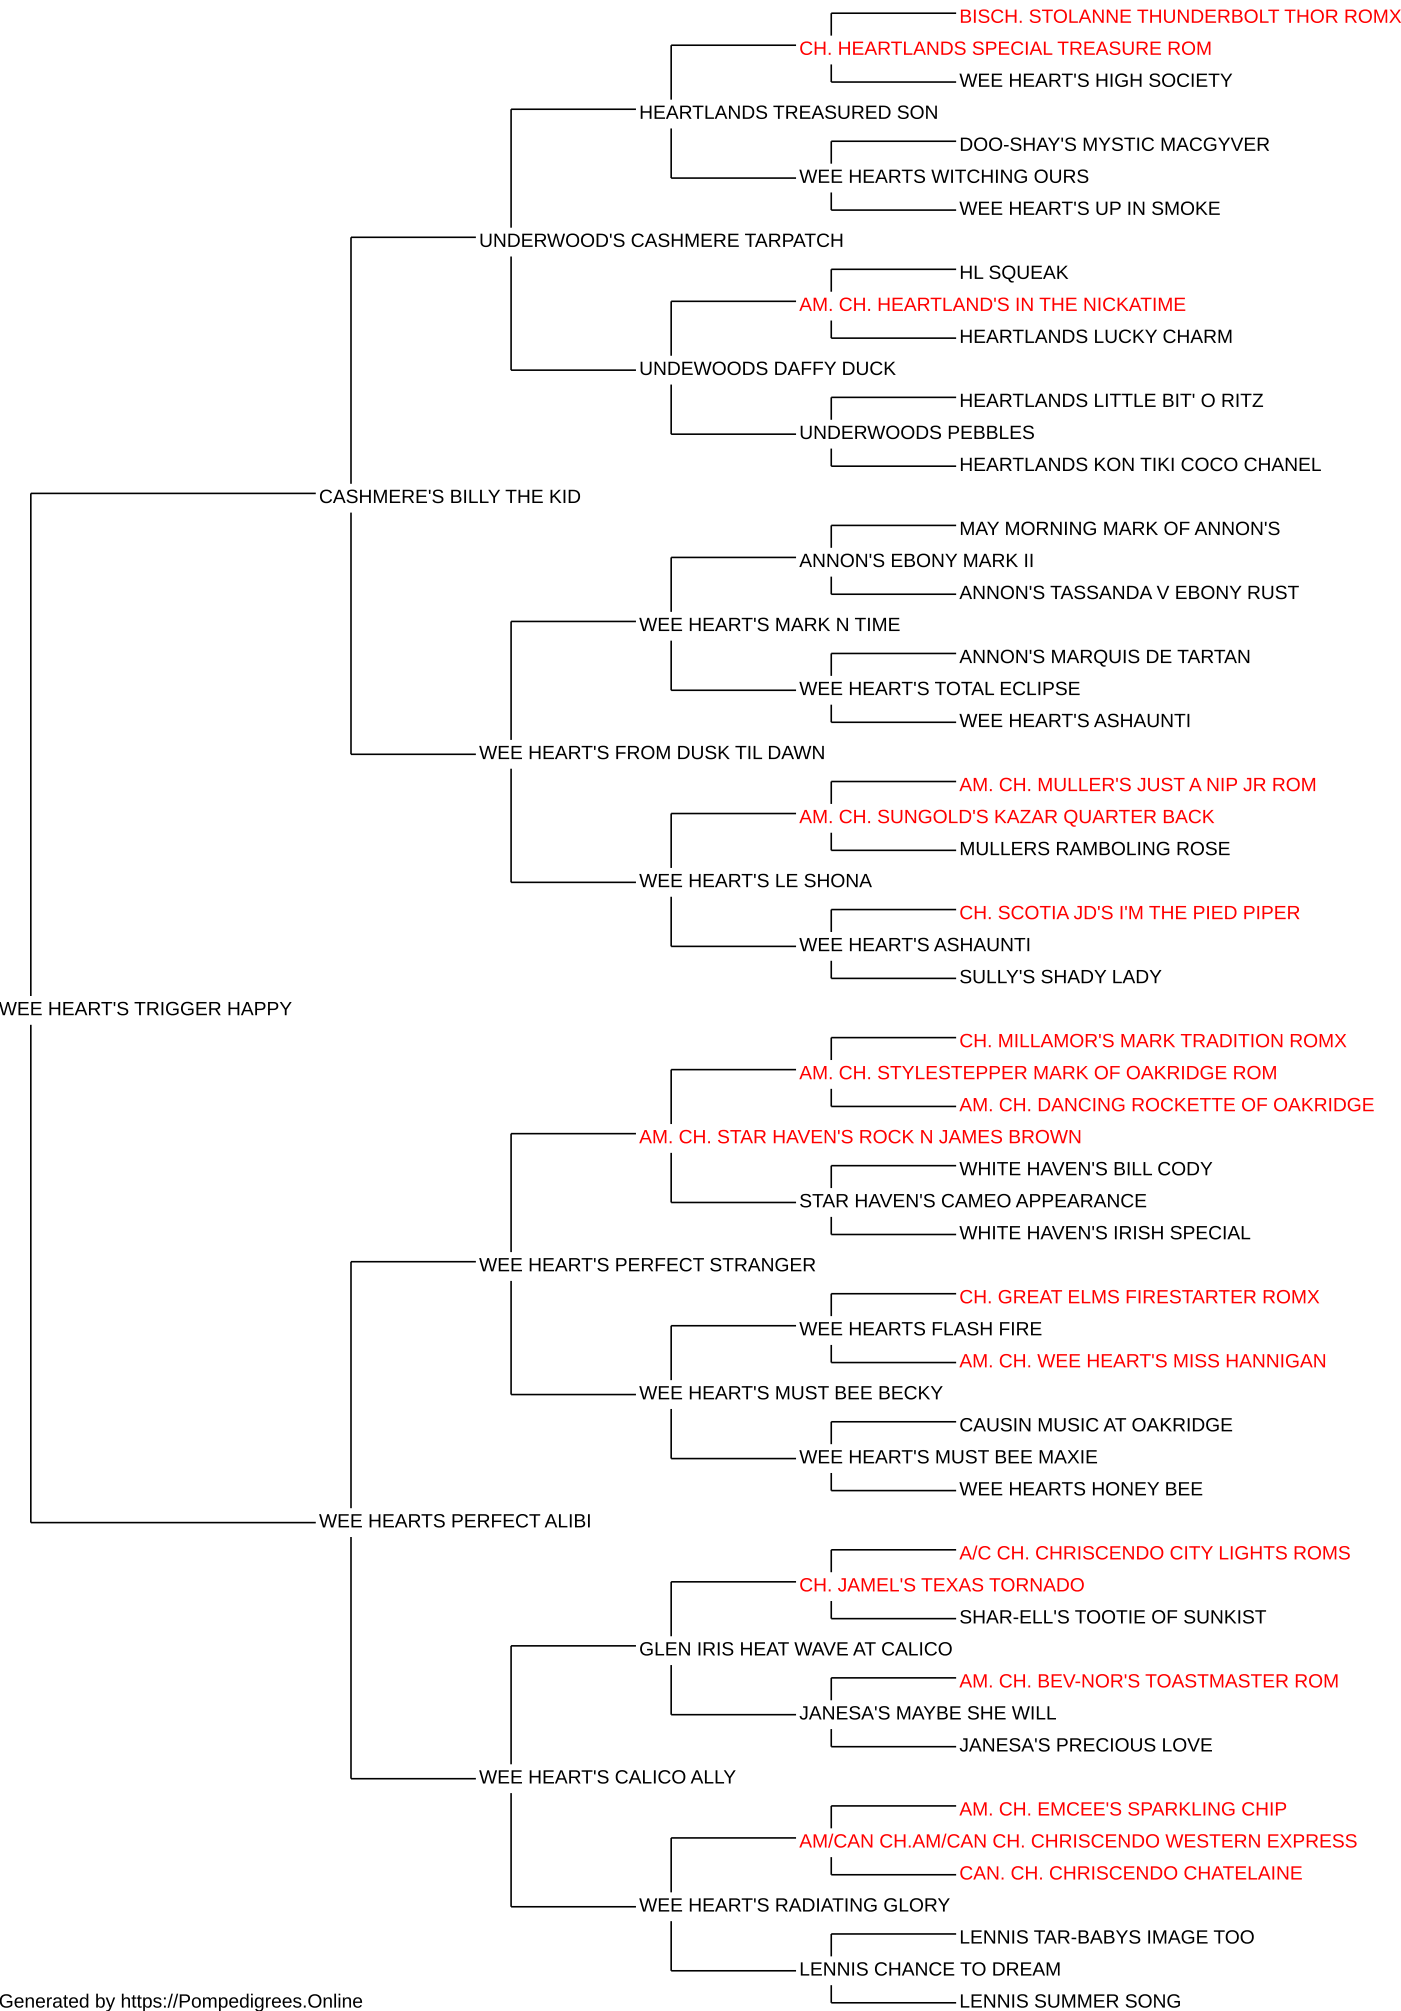 BISCH. STOLANNE THUNDERBOLT THOR ROMX
CH. HEARTLANDS SPECIAL TREASURE ROM
WEE HEART'S HIGH SOCIETY
HEARTLANDS TREASURED SON
DOO-SHAY'S MYSTIC MACGYVER
WEE HEARTS WITCHING OURS
WEE HEART'S UP IN SMOKE
UNDERWOOD'S CASHMERE TARPATCH
HL SQUEAK
AM. CH. HEARTLAND'S IN THE NICKATIME
HEARTLANDS LUCKY CHARM
UNDEWOODS DAFFY DUCK
HEARTLANDS LITTLE BIT' O RITZ
UNDERWOODS PEBBLES
HEARTLANDS KON TIKI COCO CHANEL
CASHMERE'S BILLY THE KID
MAY MORNING MARK OF ANNON'S
ANNON'S EBONY MARK II
ANNON'S TASSANDA V EBONY RUST
WEE HEART'S MARK N TIME
ANNON'S MARQUIS DE TARTAN
WEE HEART'S TOTAL ECLIPSE
WEE HEART'S ASHAUNTI
WEE HEART'S FROM DUSK TIL DAWN
AM. CH. MULLER'S JUST A NIP JR ROM
AM. CH. SUNGOLD'S KAZAR QUARTER BACK
MULLERS RAMBOLING ROSE
WEE HEART'S LE SHONA
CH. SCOTIA JD'S I'M THE PIED PIPER
WEE HEART'S ASHAUNTI
SULLY'S SHADY LADY
WEE HEART'S TRIGGER HAPPY
CH. MILLAMOR'S MARK TRADITION ROMX
AM. CH. STYLESTEPPER MARK OF OAKRIDGE ROM
AM. CH. DANCING ROCKETTE OF OAKRIDGE
AM. CH. STAR HAVEN'S ROCK N JAMES BROWN
WHITE HAVEN'S BILL CODY
STAR HAVEN'S CAMEO APPEARANCE
WHITE HAVEN'S IRISH SPECIAL
WEE HEART'S PERFECT STRANGER
CH. GREAT ELMS FIRESTARTER ROMX
WEE HEARTS FLASH FIRE
AM. CH. WEE HEART'S MISS HANNIGAN
WEE HEART'S MUST BEE BECKY
CAUSIN MUSIC AT OAKRIDGE
WEE HEART'S MUST BEE MAXIE
WEE HEARTS HONEY BEE
WEE HEARTS PERFECT ALIBI
A/C CH. CHRISCENDO CITY LIGHTS ROMS
CH. JAMEL'S TEXAS TORNADO
SHAR-ELL'S TOOTIE OF SUNKIST
GLEN IRIS HEAT WAVE AT CALICO
AM. CH. BEV-NOR'S TOASTMASTER ROM
JANESA'S MAYBE SHE WILL
JANESA'S PRECIOUS LOVE
WEE HEART'S CALICO ALLY
AM. CH. EMCEE'S SPARKLING CHIP
AM/CAN CH.AM/CAN CH. CHRISCENDO WESTERN EXPRESS
CAN. CH. CHRISCENDO CHATELAINE
WEE HEART'S RADIATING GLORY
LENNIS TAR-BABYS IMAGE TOO
LENNIS CHANCE TO DREAM
LENNIS SUMMER SONG
Generated by https://Pompedigrees.Online